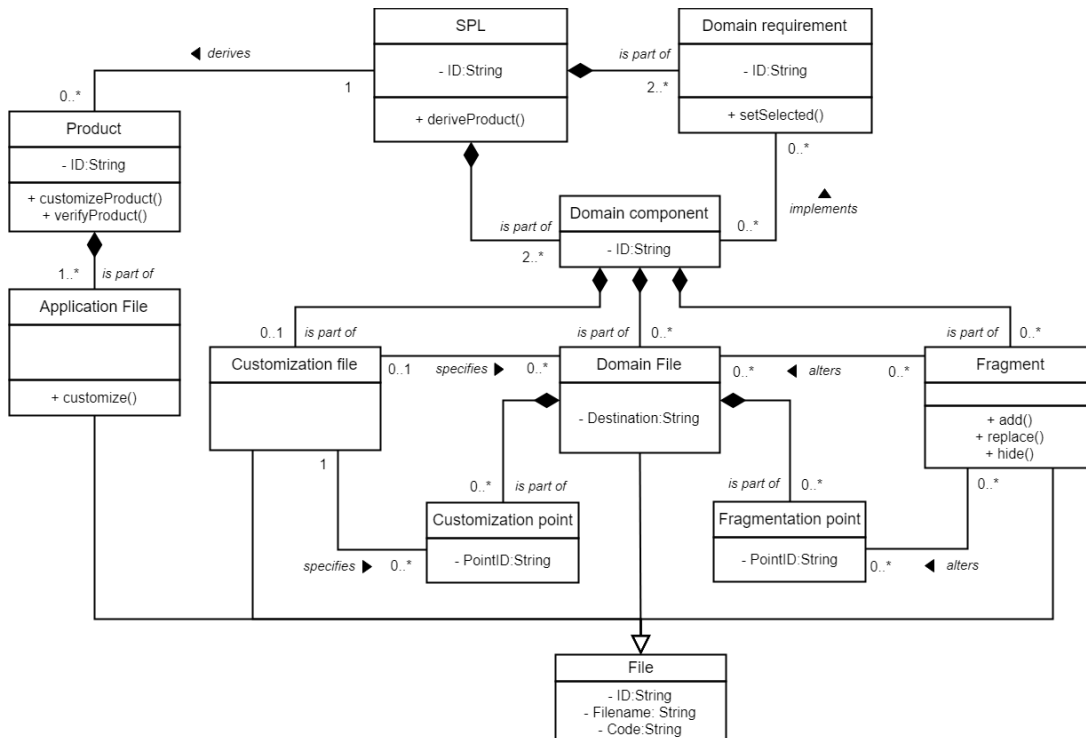 SPL
- ID:String
+ deriveProduct()
Domain requirement
- ID:String
+ setSelected()
◀ derives
0..*
1
is part of
2..*
Product
- ID:String
+ customizeProduct()
+ verifyProduct()
0..*
▲
implements
is part of
2..*
Domain component
- ID:String
0..*
1..*
is part of
Application File
+ customize()
0..1
is part of
is part of
0..*
is part of
0..*
Customization file
0..1
specifies ▶
0..*
Domain File
- Destination:String
0..*
◀ alters
0..*
Fragment
+ add()
+ replace()
+ hide()
1
0..*
is part of
is part of
0..*
0..*
Customization point
- PointID:String
Fragmentation point
- PointID:String
specifies ▶
0..*
0..*
◀ alters
File
- ID:String
- Filename: String
- Code:String